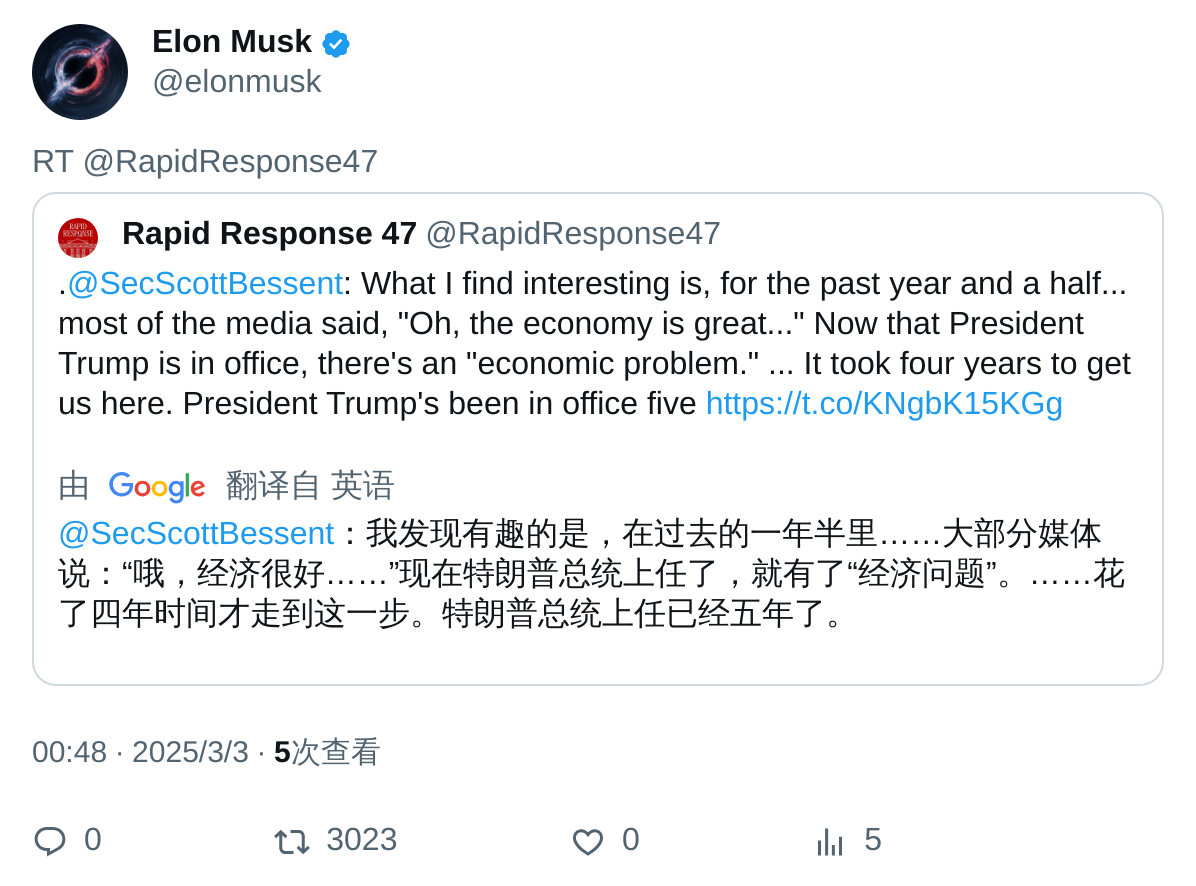 Elon Musk
@elonmusk
RT @RapidResponse47
RAPID
RESPONSE
Rapid Response 47 @RapidResponse47
.@SecScottBessent: What I find interesting is, for the past year and a half...
most of the media said, "Oh, the economy is great..." Now that President
Trump is in office, there's an "economic problem." ... It took four years to get
us here. President Trump's been in office five https://t.co/KNgbK15KGg
由 Google 翻译自 英语
@SecScottBessent：我发现有趣的是，在过去的一年半里……大部分媒体
说：“哦，经济很好……”现在特朗普总统上任了，就有了“经济问题”。……花
了四年时间才走到这一步。特朗普总统上任已经五年了。
00:48 · 2025/3/3 · 5次查看
0 3023 0 5